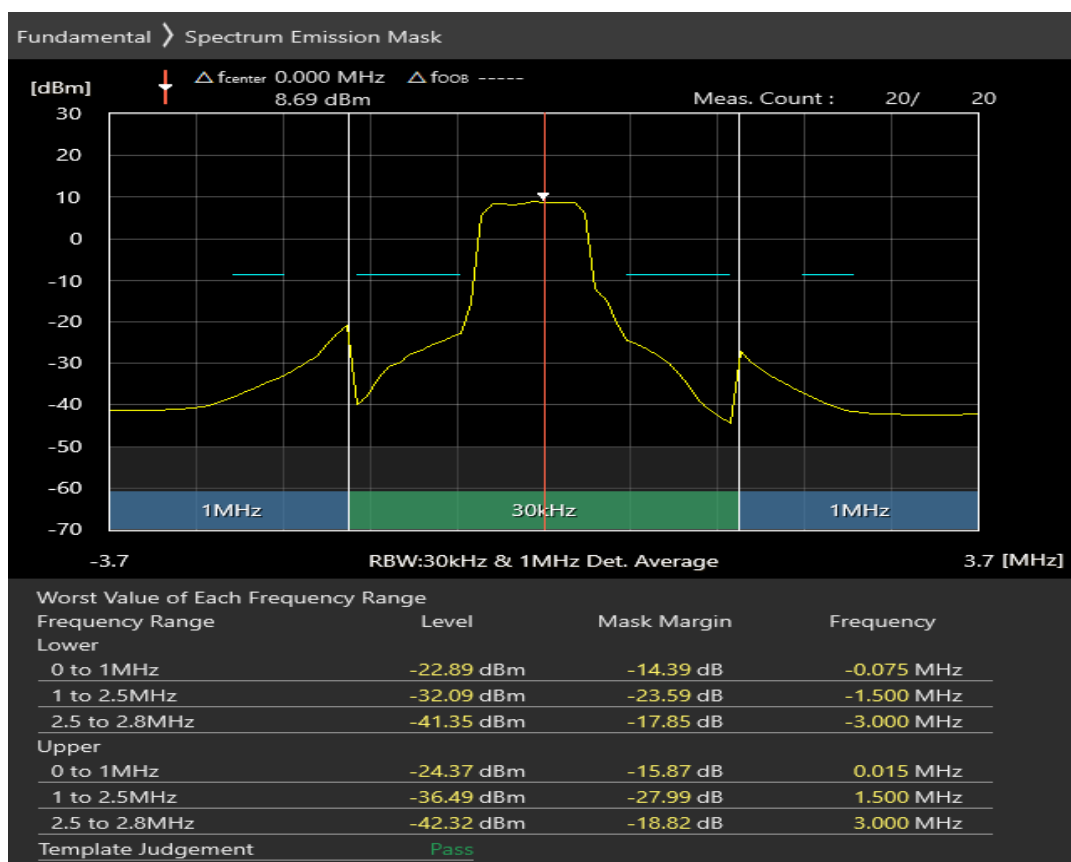 Fundamental 〉 Spectrum Emission Mask
[dBm] △ fcenter 0.000 MHz △ fOOB -----
8.69 dBm Meas. Count : 20/ 20
30
20
10
0
-10
-20
-30
-40
-50
-60
1MHz 30kHz 1MHz
-70
-3.7 RBW:30kHz & 1MHz Det. Average 3.7 [MHz]
Worst Value of Each Frequency Range
Frequency Range Level Mask Margin Frequency
Lower
0 to 1MHz -22.89 dBm -14.39 dB -0.075 MHz
1 to 2.5MHz -32.09 dBm -23.59 dB -1.500 MHz
2.5 to 2.8MHz -41.35 dBm -17.85 dB -3.000 MHz
Upper
0 to 1MHz -24.37 dBm -15.87 dB 0.015 MHz
1 to 2.5MHz -36.49 dBm -27.99 dB 1.500 MHz
2.5 to 2.8MHz -42.32 dBm -18.82 dB 3.000 MHz
Template Judgement Pass